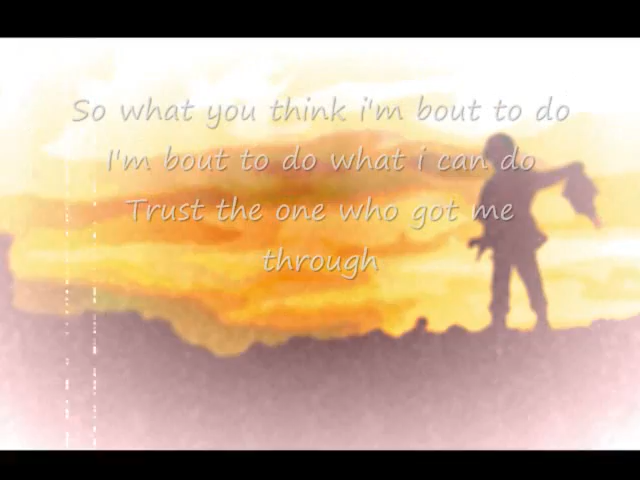 So what you think i'm bout to do
I'm bout to do what i can do
Trust the one who got me
through